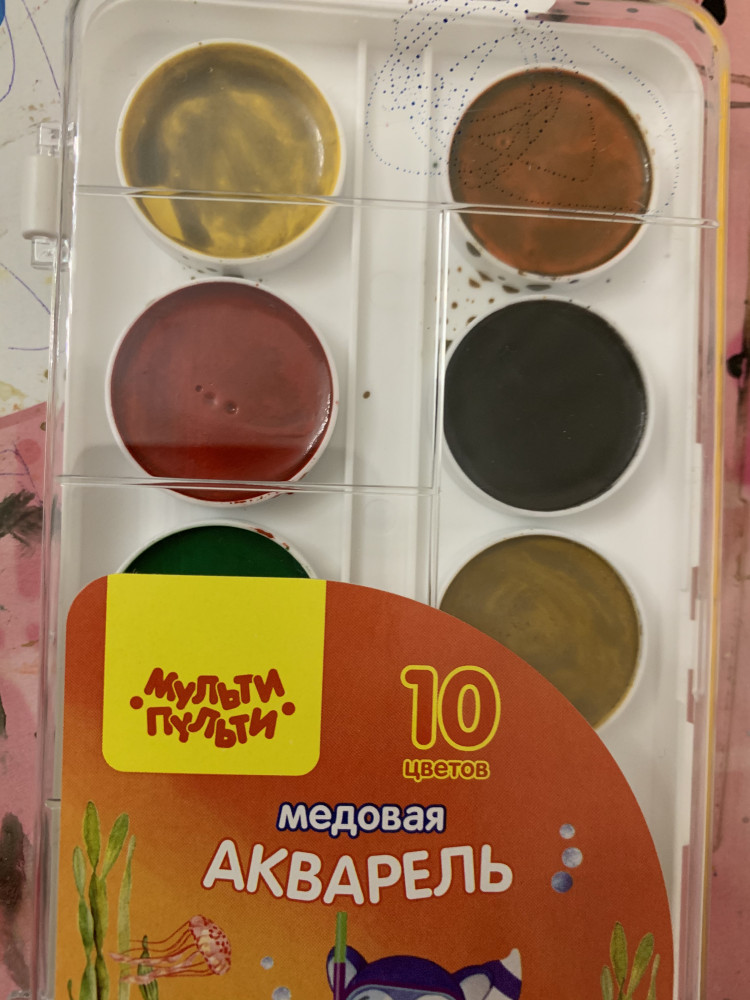 МУЛЬТИ
ПУЛЬТИ
10
цветов
медовая
АКВАРЕЛЬ